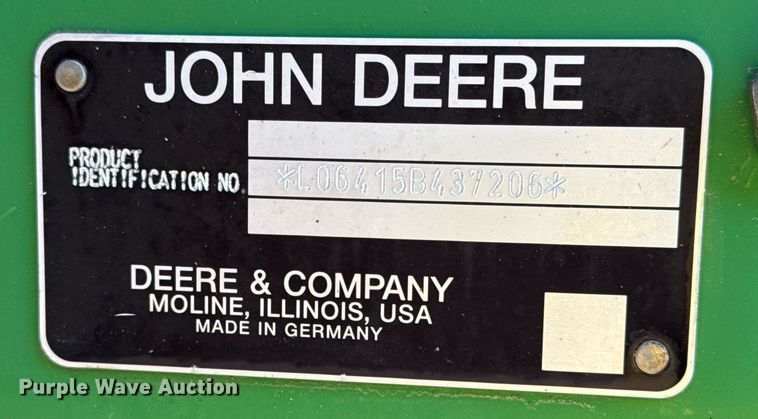 JOHN DEERE
PRODUCT
IDENTIFICATION NO.
*L06415B437206*
DEERE & COMPANY
MOLINE, ILLINOIS, USA
MADE IN GERMANY
Purple Wave Auction